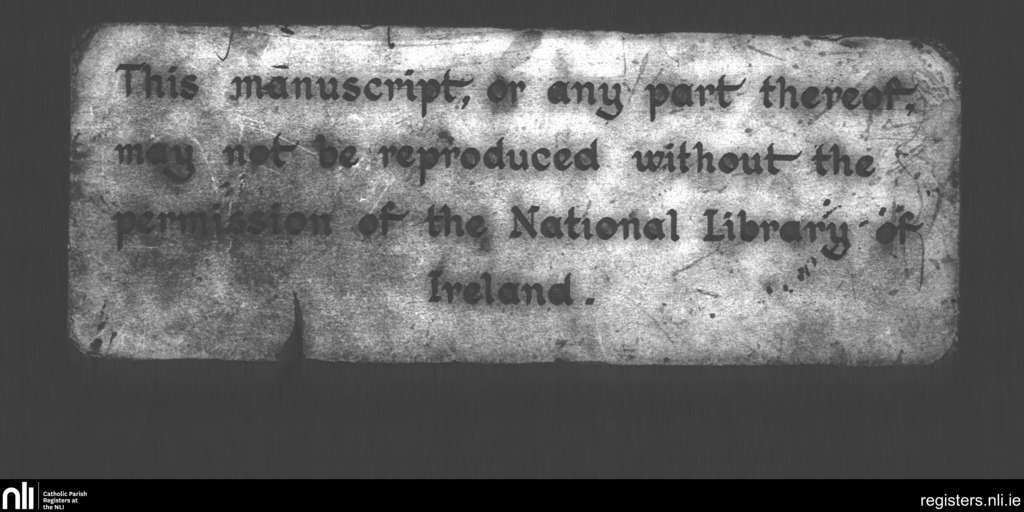 This manuscript, or any part thereof,
may not be reproduced without the
permission of the National Library of
Ireland.
nli
Catholic Parish
Registers at
the NLI
registers.nli.ie